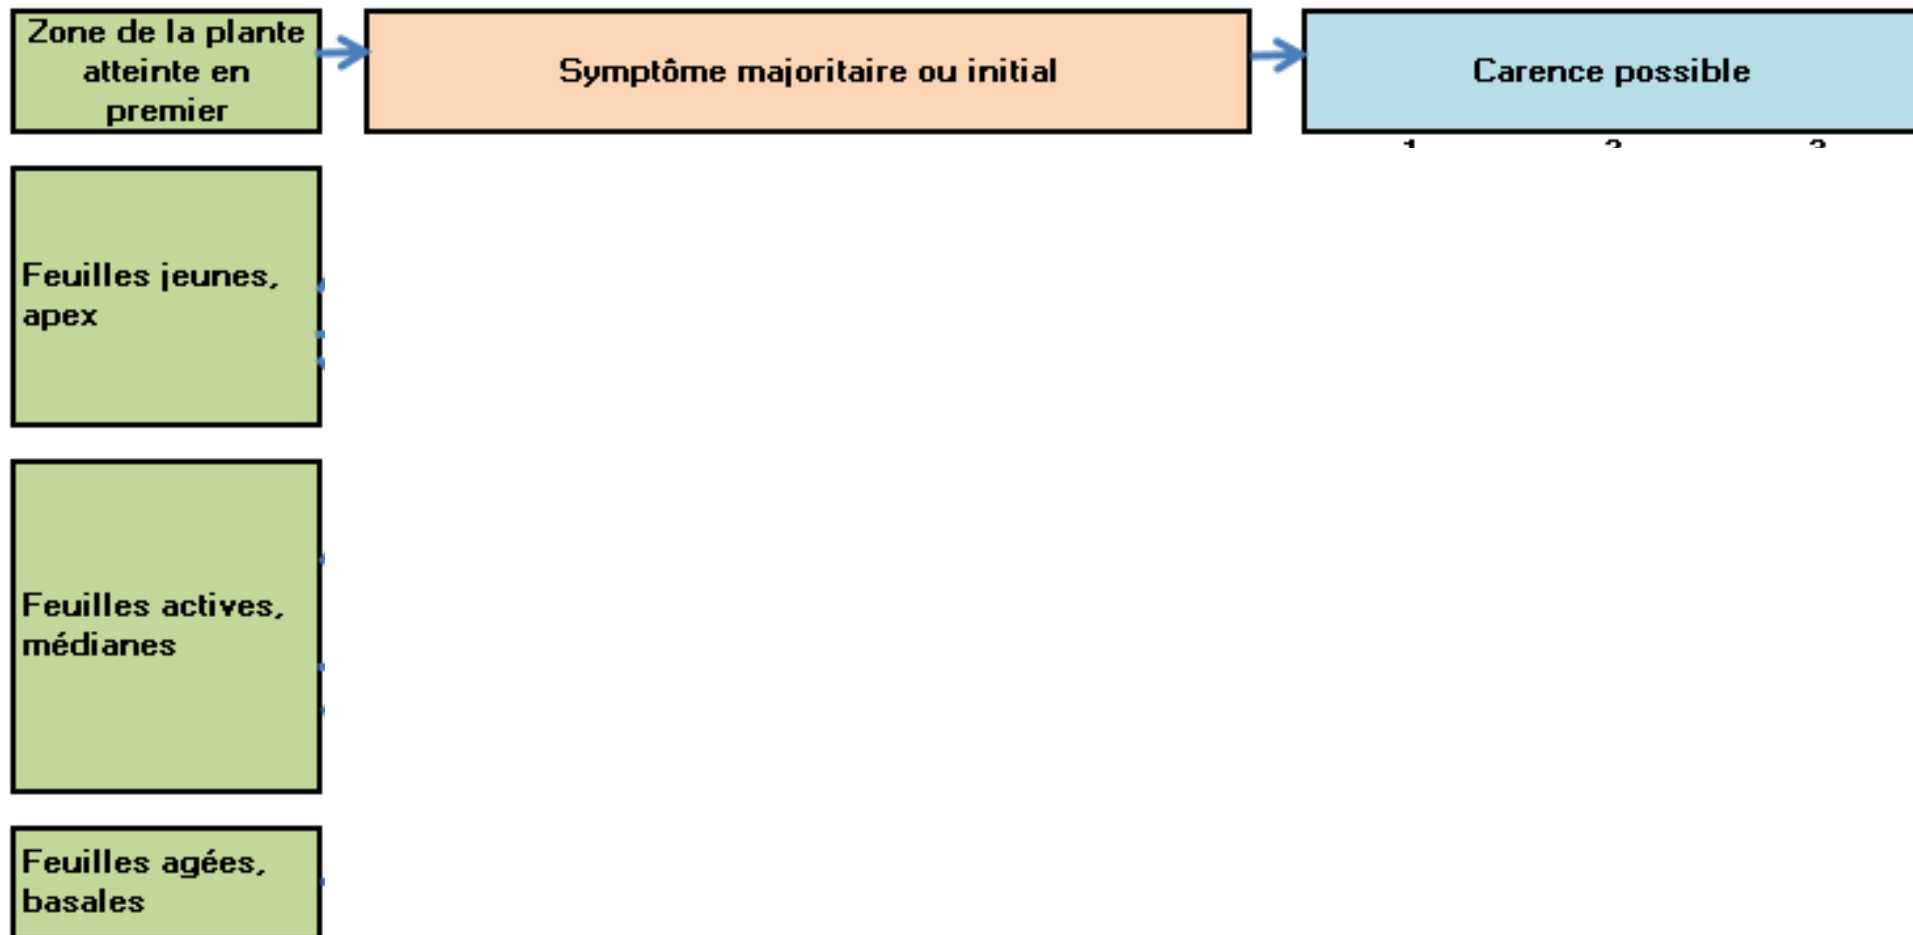 Zone de la plante
atteinte en
premier
Symptôme majoritaire ou initial
Carence possible
Feuilles jeunes,
apex
Feuilles actives,
médianes
Feuilles agées,
basales